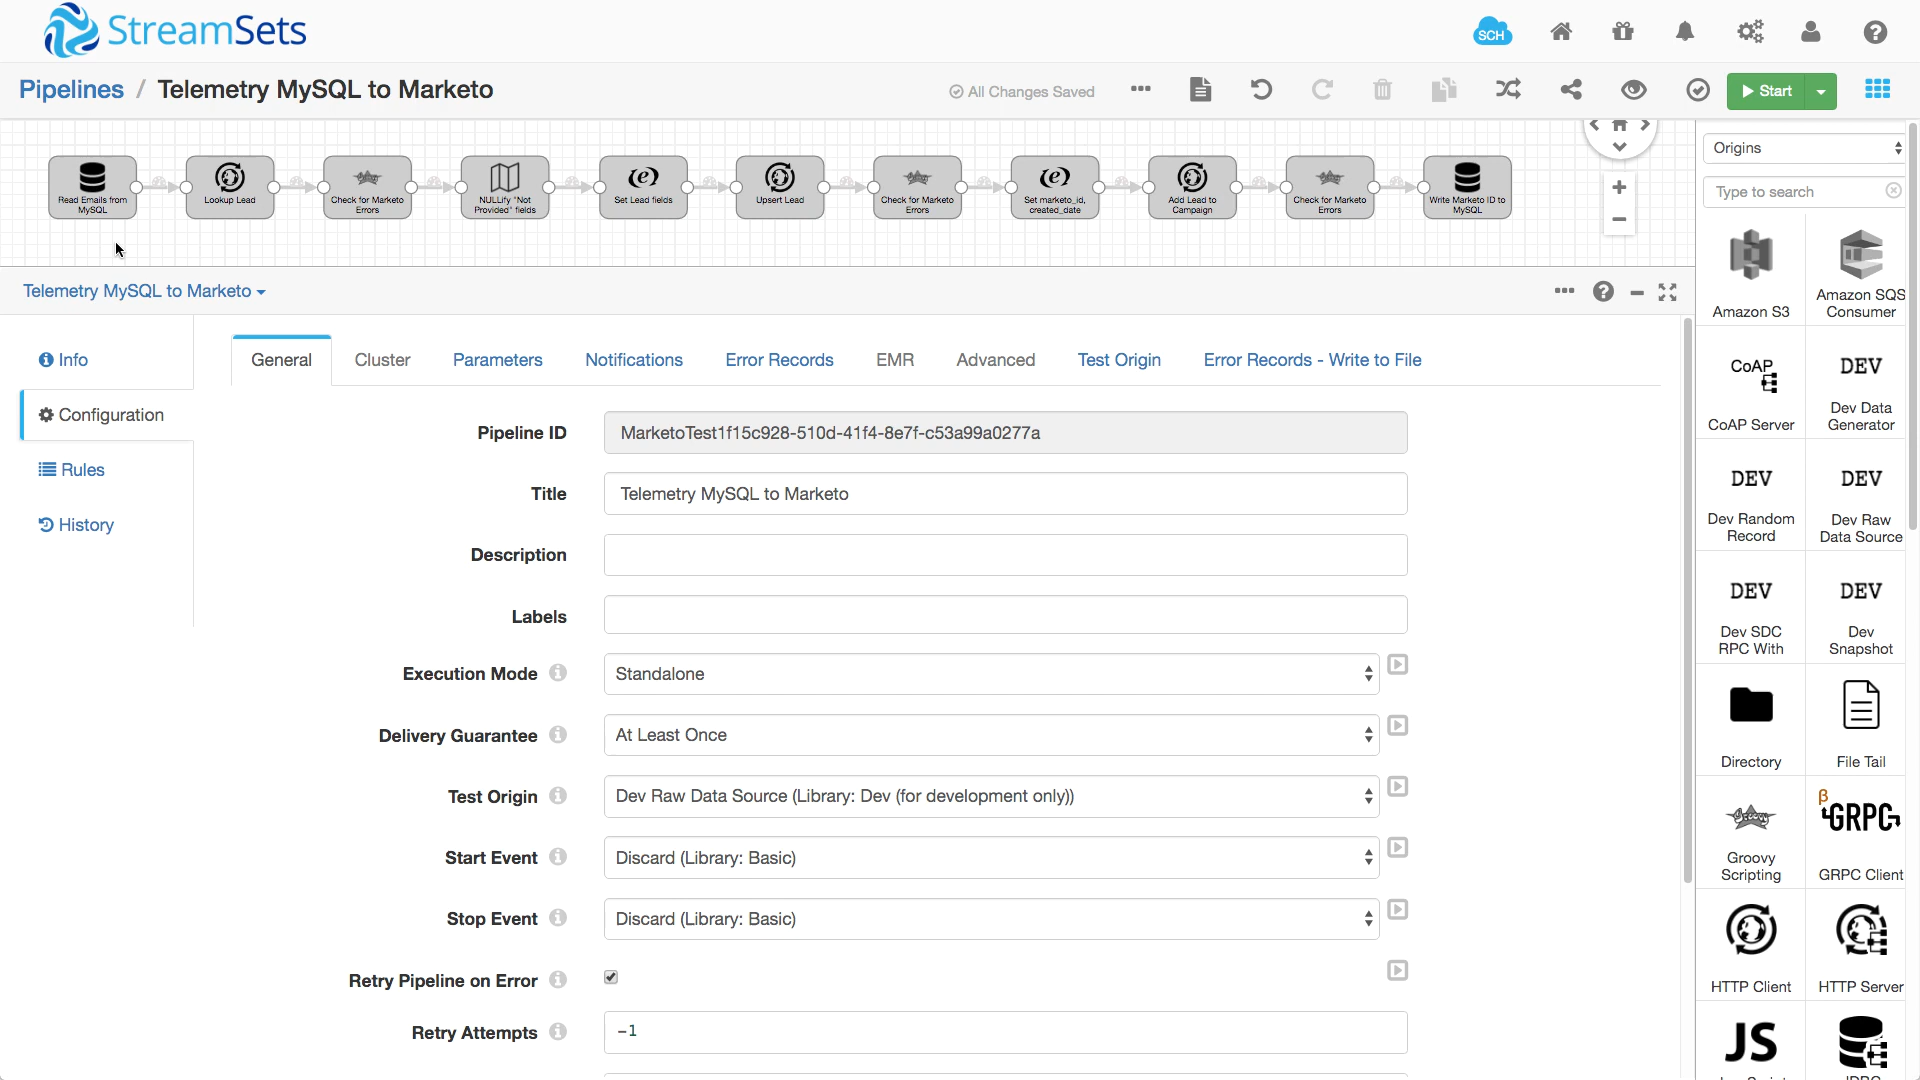 StreamSets
SCH
Pipelines / Telemetry MySQL to Marketo
All Changes Saved
Start
Read Emails from
MySQL
Lookup Lead
Check for Marketo
Errors
NULLify "Not
Provided" fields
Set Lead fields
Upsert Lead
Check for Marketo
Errors
Set marketo_id,
created_date
Add Lead to
Campaign
Check for Marketo
Errors
Write Marketo ID to
MySQL
Telemetry MySQL to Marketo
Info
Configuration
Rules
History
General
Cluster
Parameters
Notifications
Error Records
EMR
Advanced
Test Origin
Error Records - Write to File
Pipeline ID
MarketoTest1f15c928-510d-41f4-8e7f-c53a99a0277a
Title
Telemetry MySQL to Marketo
Description
Labels
Execution Mode
Standalone
Delivery Guarantee
At Least Once
Test Origin
Dev Raw Data Source (Library: Dev (for development only))
Start Event
Discard (Library: Basic)
Stop Event
Discard (Library: Basic)
Retry Pipeline on Error
Retry Attempts
-1
Origins
Type to search
Amazon S3
Amazon SQS
Consumer
CoAP
CoAP Server
DEV
Dev Data
Generator
DEV
Dev Random
Record
DEV
Dev Raw
Data Source
DEV
Dev SDC
RPC With
DEV
Dev
Snapshot
Directory
File Tail
Groovy
Groovy
Scripting
β
GRPC
GRPC Client
HTTP Client
HTTP Server
JS